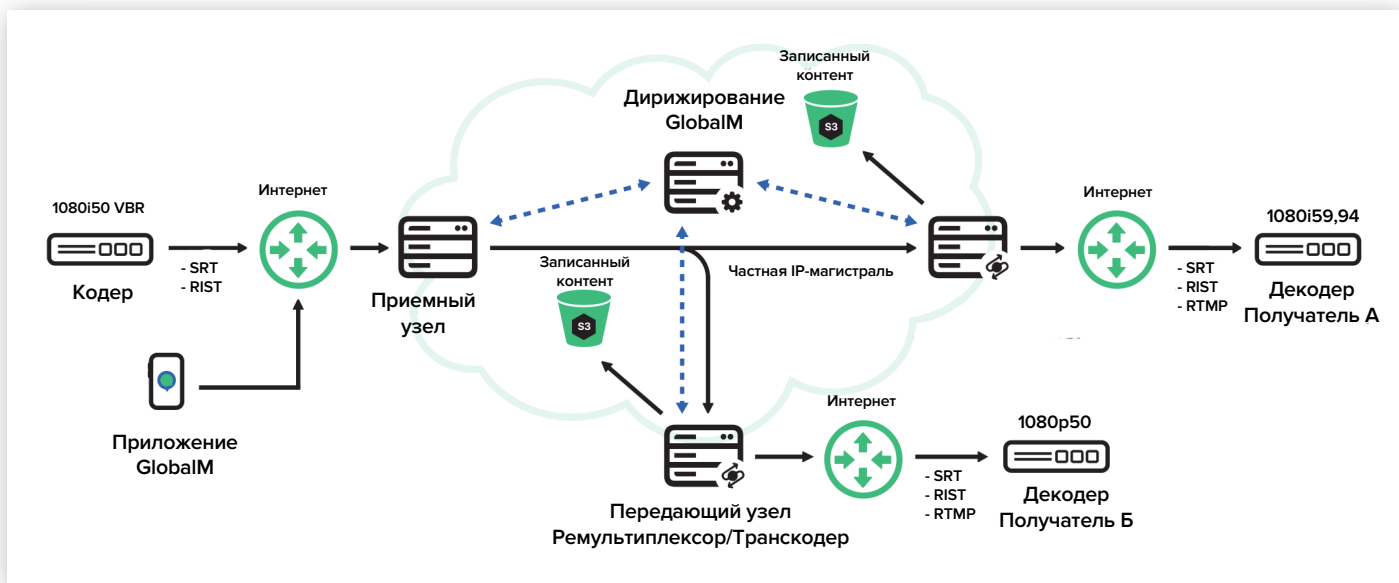 Записанный
контент
S3
Дирижирование
GlobalM
Интернет
1080i50 VBR
- SRT
- RIST
Кодер
Приемный
узел
Записанный
контент
S3
Частная IP-магистраль
Интернет
1080i59,94
- SRT
- RIST
- RTMP
Декодер
Получатель А
Приложение
GlobalM
Интернет
1080p50
- SRT
- RIST
- RTMP
Декодер
Получатель Б
Передающий узел
Ремультиплексор/Транскодер